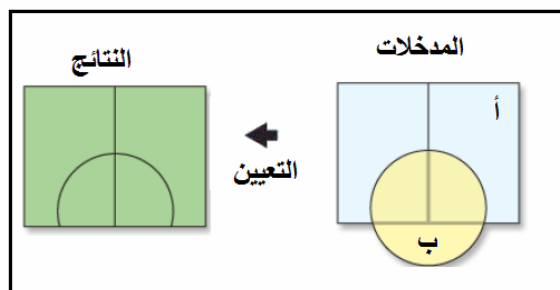 المدخلات
النتائج
أ
التعيين
ب